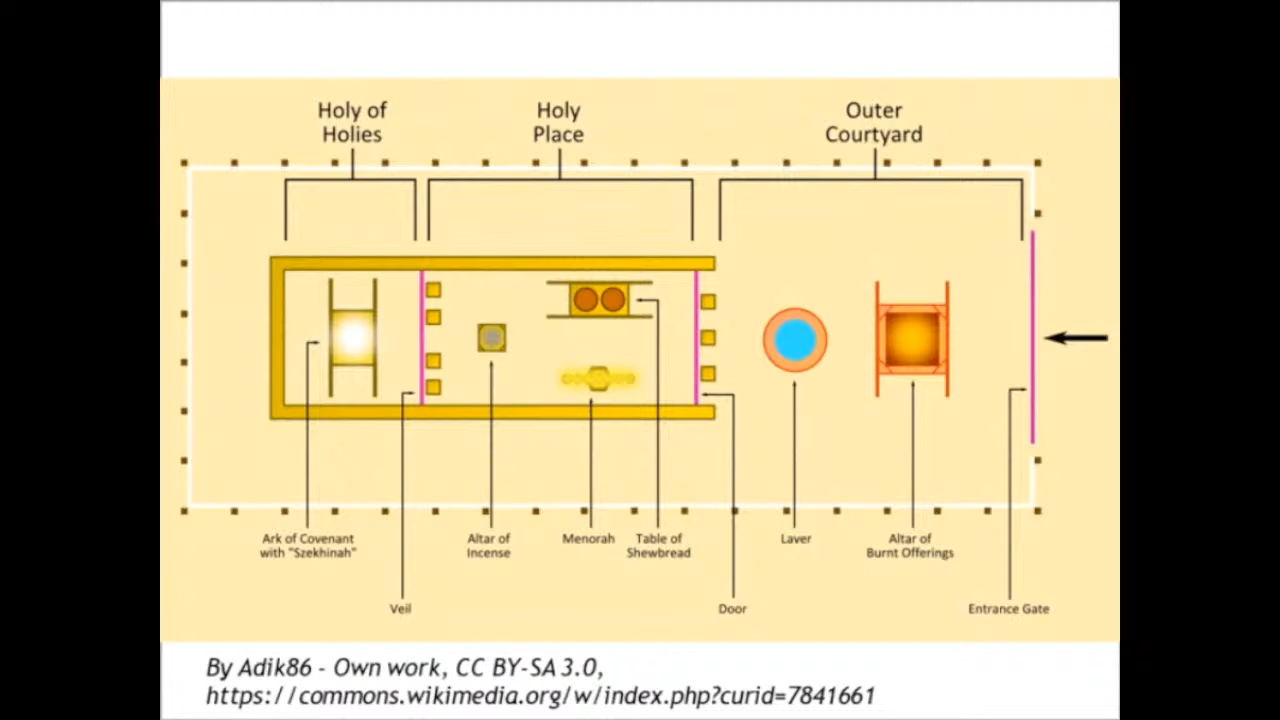 Holy of
Holies
Holy
Place
Outer
Courtyard
Ark of Covenant
with "Szekhinah"
Altar of
Incense
Menorah
Table of
Shewbread
Laver
Altar of
Burnt Offerings
Veil
Door
Entrance Gate
By Adik86 - Own work, CC BY-SA 3.0,
https://commons.wikimedia.org/w/index.php?curid=7841661